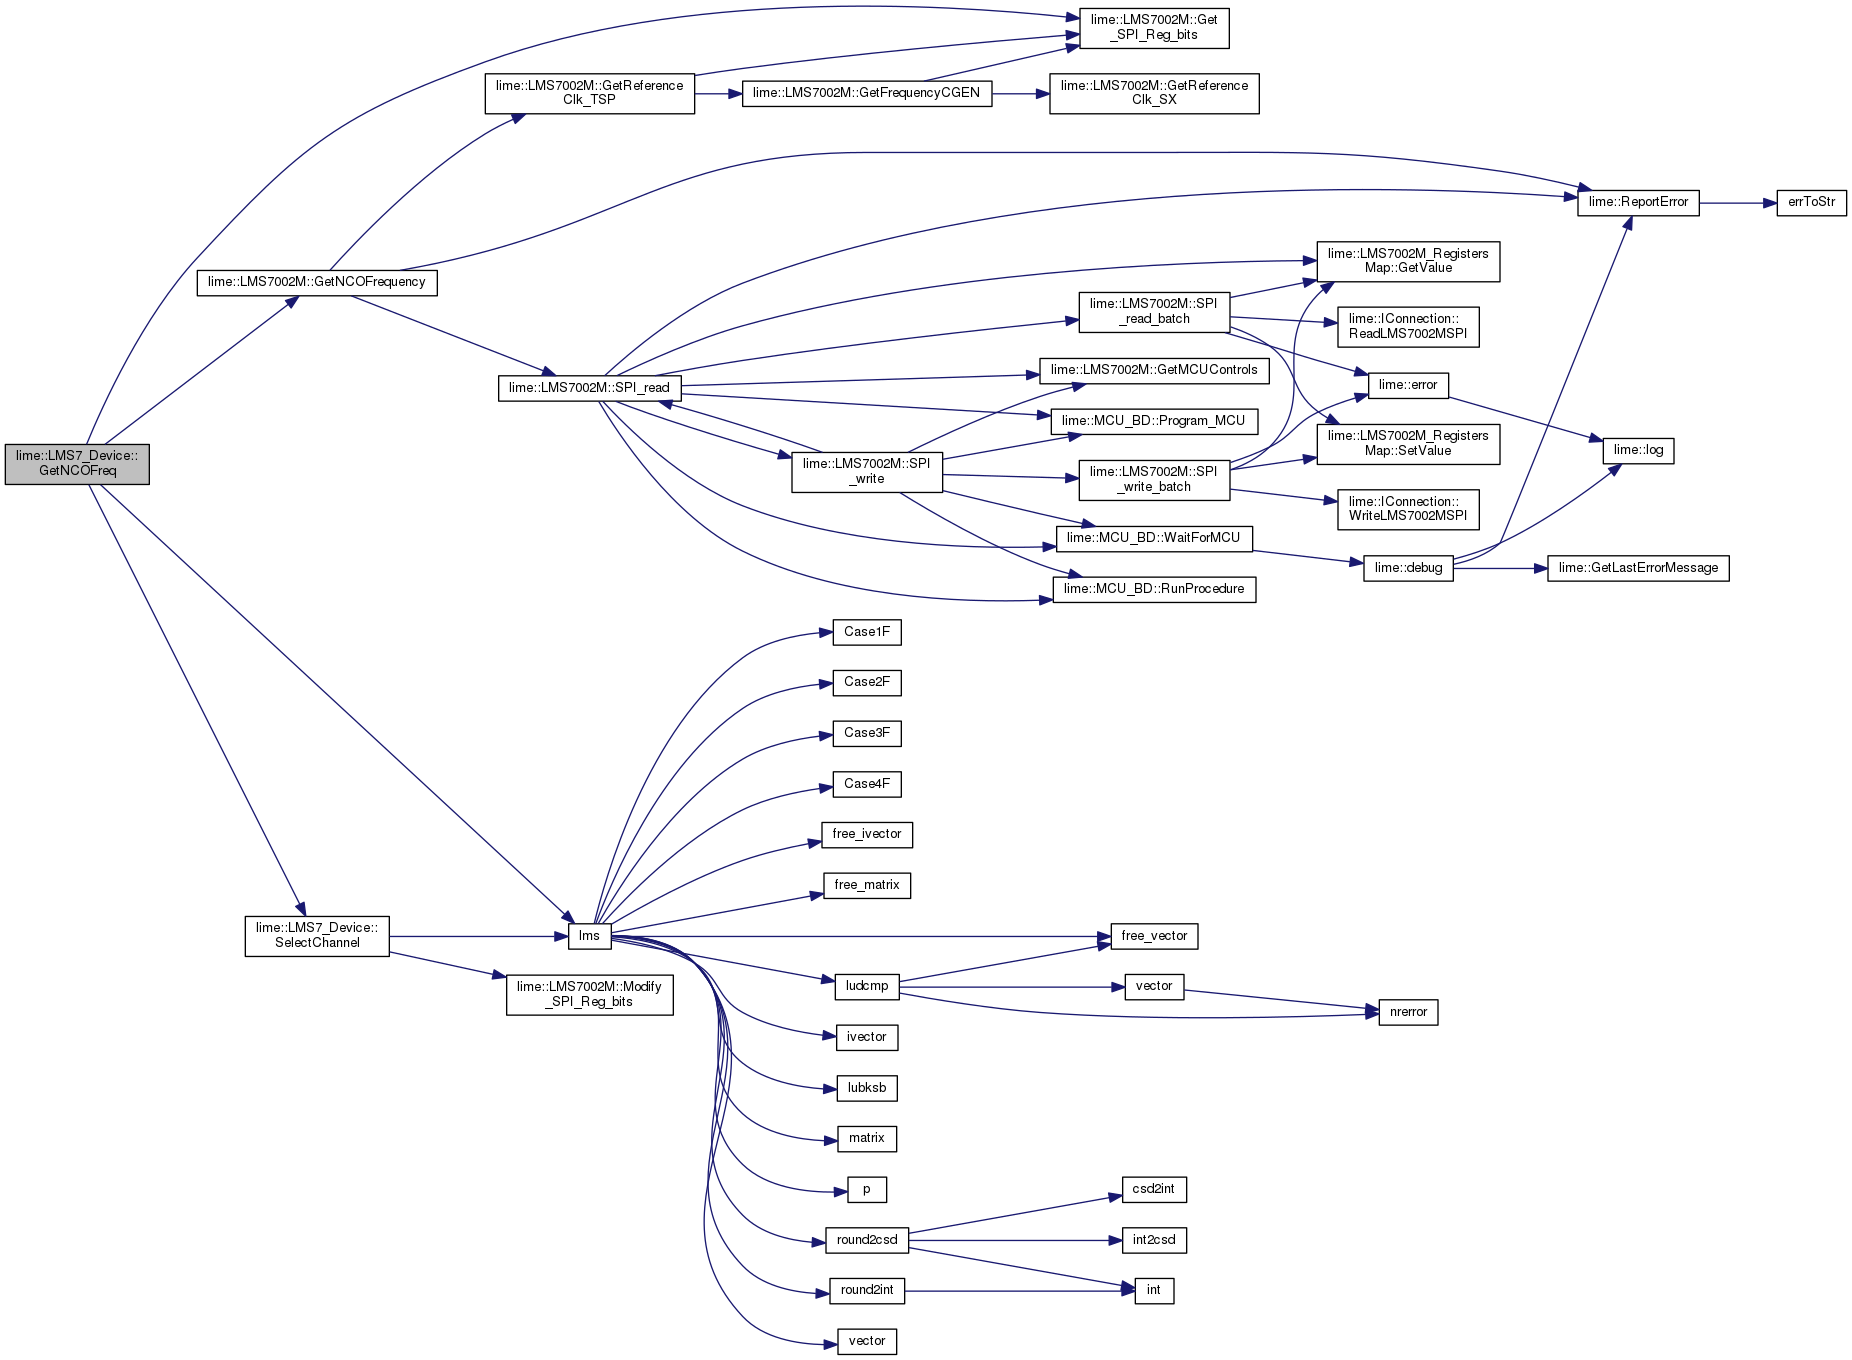 lime::LMS7002M::Get
_SPI_Reg_bits
lime::LMS7002M::GetReference
Clk_TSP
lime::LMS7002M::GetFrequencyCGEN
lime::LMS7002M::GetReference
Clk_SX
lime::ReportError
errToStr
lime::LMS7002M::GetNCOFrequency
lime::LMS7002M_Registers
Map::GetValue
lime::LMS7002M::SPI
_read_batch
lime::IConnection::
ReadLMS7002MSPI
lime::LMS7002M::SPI_read
lime::LMS7002M::GetMCUControls
lime::error
lime::MCU_BD::Program_MCU
lime::LMS7002M_Registers
Map::SetValue
lime::log
lime::LMS7_Device::
GetNCOFreq
lime::LMS7002M::SPI
_write
lime::LMS7002M::SPI
_write_batch
lime::IConnection::
WriteLMS7002MSPI
lime::MCU_BD::WaitForMCU
lime::debug
lime::GetLastErrorMessage
lime::MCU_BD::RunProcedure
Case1F
Case2F
Case3F
Case4F
free_ivector
free_matrix
lime::LMS7_Device::
SelectChannel
lms
free_vector
lime::LMS7002M::Modify
_SPI_Reg_bits
ludcmp
vector
nrerror
ivector
lubksb
matrix
p
csd2int
round2csd
int2csd
round2int
int
vector